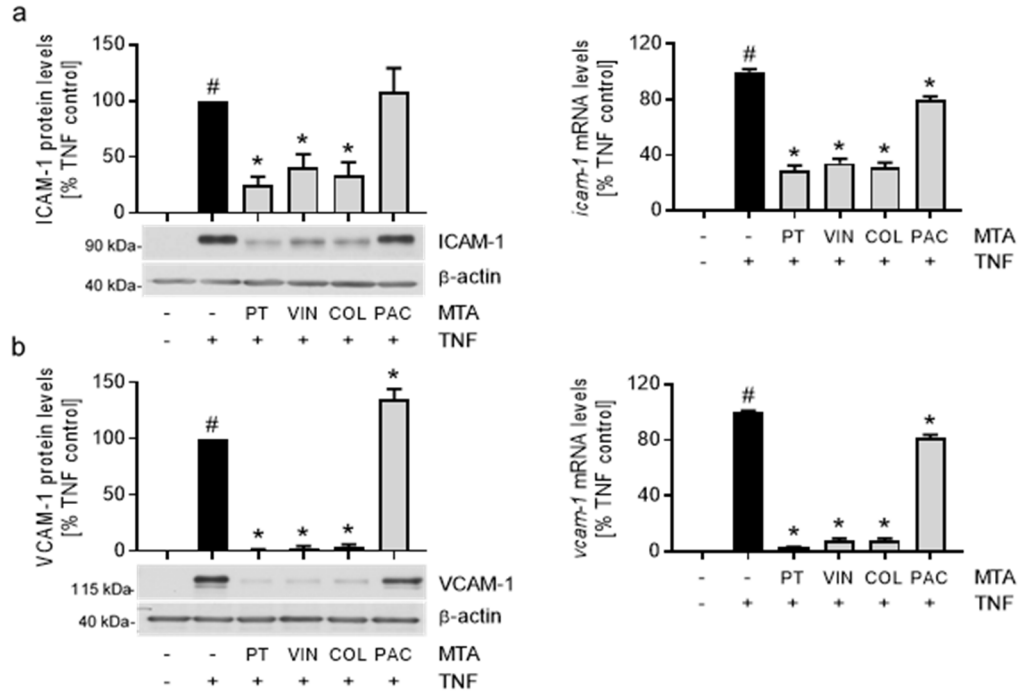 a
ICAM-1 protein levels
[% TNF control]
150
100
50
0
#
*
*
*
90 kDa-
ICAM-1
40 kDa-
β-actin
- - PT VIN COL PAC MTA
- + + + + + TNF
icam-1 mRNA levels
[% TNF control]
120
80
40
0
#
*
*
*
*
- - PT VIN COL PAC MTA
- + + + + + TNF
b
VCAM-1 protein levels
[% TNF control]
150
100
50
0
#
*
*
*
*
115 kDa-
VCAM-1
40 kDa-
β-actin
- - PT VIN COL PAC MTA
- + + + + + TNF
vcam-1 mRNA levels
[% TNF control]
120
80
40
0
#
*
*
*
*
- - PT VIN COL PAC MTA
- + + + + + TNF